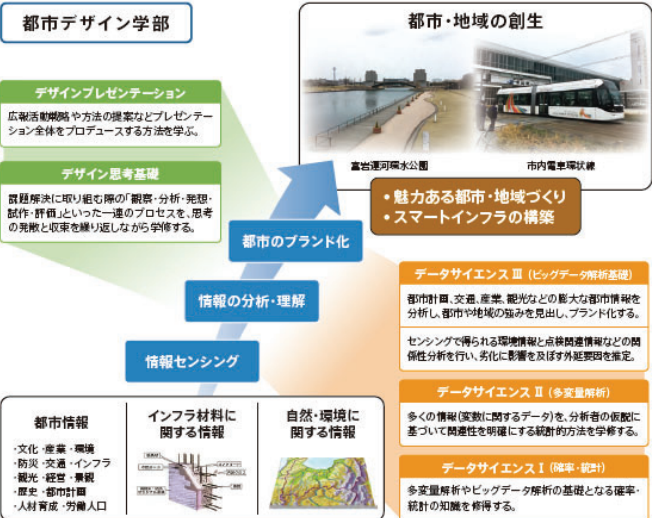 都市デザイン学部
都市・地域の創生
富岩運河環水公園
市内電車環状線
・魅力ある都市・地域づくり
・スマートインフラの構築
デザインプレゼンテーション
広報活動戦略や方法の提案などプレゼンテー
ション全体をプロデュースする方法を学ぶ。
デザイン思考基礎
課題解決に取り組む際の「観察・分析・発想・
試作・評価」といった一連のプロセスを、思考
の発散と収束を繰り返しながら学修する。
都市のブランド化
情報の分析・理解
情報センシング
データサイエンス Ⅲ (ビッグデータ解析基礎)
都市計画、交通、産業、観光などの膨大な都市情報を
分析し、都市や地域の強みを見出し、ブランド化する。
センシングで得られる環境情報と点検関連情報などの関
係性分析を行い、劣化に影響を及ぼす外延要因を推定。
データサイエンス Ⅱ (多変量解析)
多くの情報(変数に関するデータ)を、分析者の仮説に
基づいて関連性を明確にする統計的方法を学修する。
データサイエンス Ⅰ (確率・統計)
多変量解析やビッグデータ解析の基礎となる確率・
統計の知識を修得する。
都市情報
・文化 ・産業 ・環境
・防災 ・交通 ・インフラ
・観光 ・経営 ・景観
・歴史 ・都市計画
・人材育成 ・労働人口
インフラ材料に
関する情報
自然・環境に
関する情報